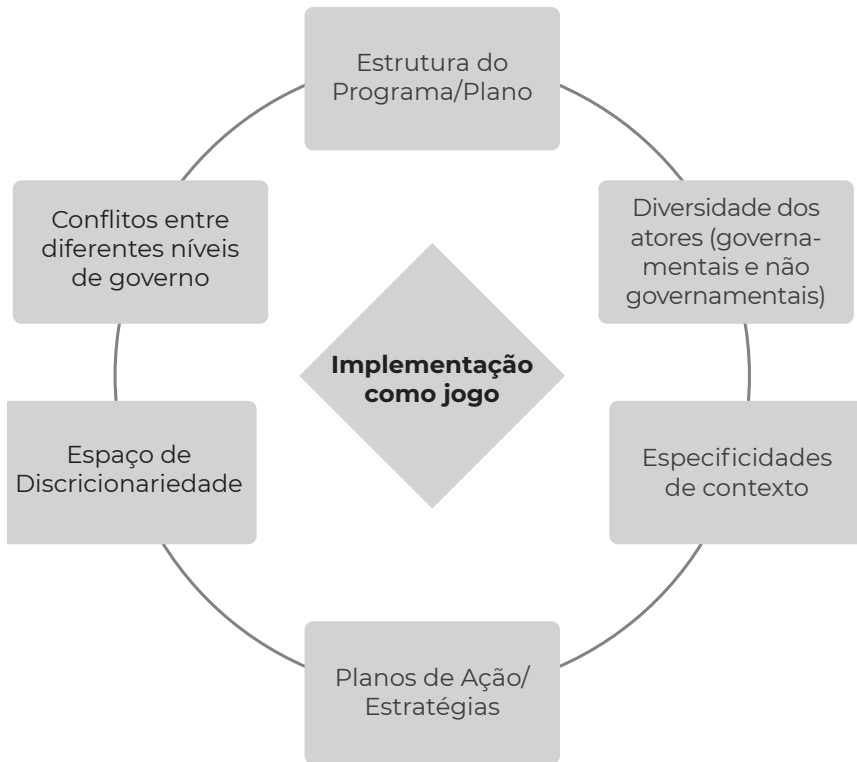 Estrutura do
Programa/Plano
Conflitos entre
diferentes níveis
de governo
Diversidade dos
atores (governa-
mentais e não
governamentais)
Implementação
como jogo
Espaço de
Discricionariedade
Especificidades
de contexto
Planos de Ação/
Estratégias